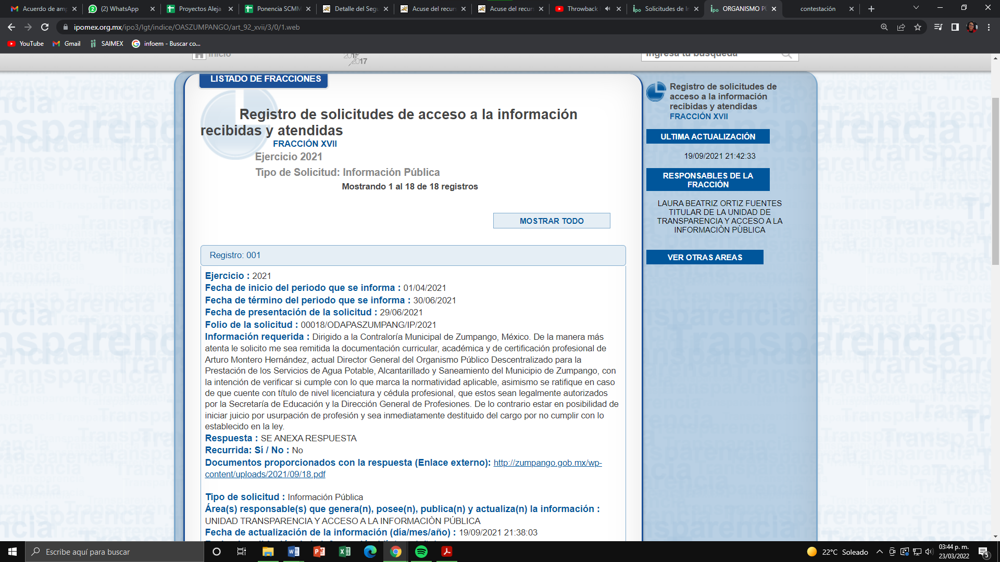 Acuerdo de amp
(2) WhatsApp
Proyectos Aleja
Ponencia SCMM
Detalle del Segu
Acuse del recurs
Acuse del recurs
Throwback
Solicitudes de In
ORGANISMO PÚ
contestación
ipomex.org.mx/ipo3/lgt/indice/OASZUMPANGO/art_92_xvii/3/0/1.web
YouTube
Gmail
SAIMEX
infoem - Buscar co...
Inicio
2017
Ingresa tu búsqueda
LISTADO DE FRACCIONES
Registro de solicitudes de acceso a la información
recibidas y atendidas
FRACCIÓN XVII
Ejercicio 2021
Tipo de Solicitud: Información Pública
Mostrando 1 al 18 de 18 registros
MOSTRAR TODO
Registro: 001
Ejercicio : 2021
Fecha de inicio del periodo que se informa : 01/04/2021
Fecha de término del periodo que se informa : 30/06/2021
Fecha de presentación de la solicitud : 29/06/2021
Folio de la solicitud : 00018/ODAPASZUMPANG/IP/2021
Información requerida : Dirigido a la Contraloría Municipal de Zumpango, México. De la manera más
atenta le solicito me sea remitida la documentación curricular, académica y de certificación profesional de
Arturo Montero Hernández, actual Director General del Organismo Público Descentralizado para la
Prestación de los Servicios de Agua Potable, Alcantarillado y Saneamiento del Municipio de Zumpango, con
la intención de verificar si cumple con lo que marca la normatividad aplicable, asimismo se ratifique en caso
de que cuente con título de nivel licenciatura y cédula profesional, que estos sean legalmente autorizados
por la Secretaría de Educación y la Dirección General de Profesiones. De lo contrario estar en posibilidad de
iniciar juicio por usurpación de profesión y sea inmediatamente destituido del cargo por no cumplir con lo
establecido en la ley.
Respuesta : SE ANEXA RESPUESTA
Recurrida: Sí / No : No
Documentos proporcionados con la respuesta (Enlace externo): http://zumpango.gob.mx/wp-
content/uploads/2021/09/18.pdf
Tipo de solicitud : Información Pública
Área(s) responsable(s) que genera(n), posee(n), publica(n) y actualiza(n) la información :
UNIDAD TRANSPARENCIA Y ACCESO A LA INFORMACIÒN PÚBLICA
Fecha de actualización de la información (día/mes/año) : 19/09/2021 21:38:03
Registro de solicitudes de
acceso a la información
recibidas y atendidas
FRACCIÓN XVII
ULTIMA ACTUALIZACIÓN
19/09/2021 21:42:33
RESPONSABLES DE LA
FRACCIÓN
LAURA BEATRIZ ORTIZ FUENTES
TITULAR DE LA UNIDAD DE
TRANSPARENCIA Y ACCESO A LA
INFORMACIÒN PÙBLICA
VER OTRAS AREAS
Escribe aquí para buscar
22°C Soleado
03:44 p. m.
23/03/2022
5